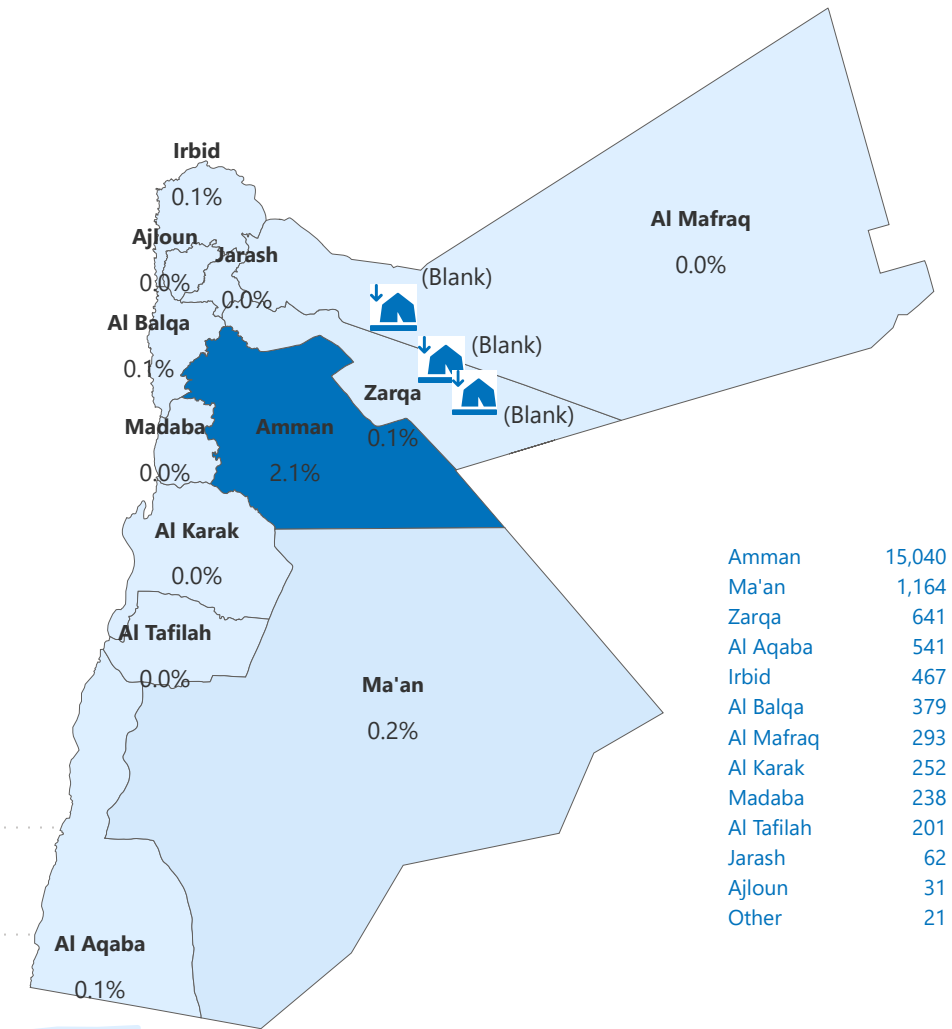 Irbid
0.1%
Ajloun
0.0%
Jarash
0.0%
Al Mafraq
0.0%
(Blank)
Al Balqa
0.1%
(Blank)
Zarqa
0.1%
(Blank)
Madaba
0.0%
Amman
2.1%
Al Karak
0.0%
Al Tafilah
0.0%
Ma'an
0.2%
Al Aqaba
0.1%
Amman 15,040
Ma'an 1,164
Zarqa 641
Al Aqaba 541
Irbid 467
Al Balqa 379
Al Mafraq 293
Al Karak 252
Madaba 238
Al Tafilah 201
Jarash 62
Ajloun 31
Other 21